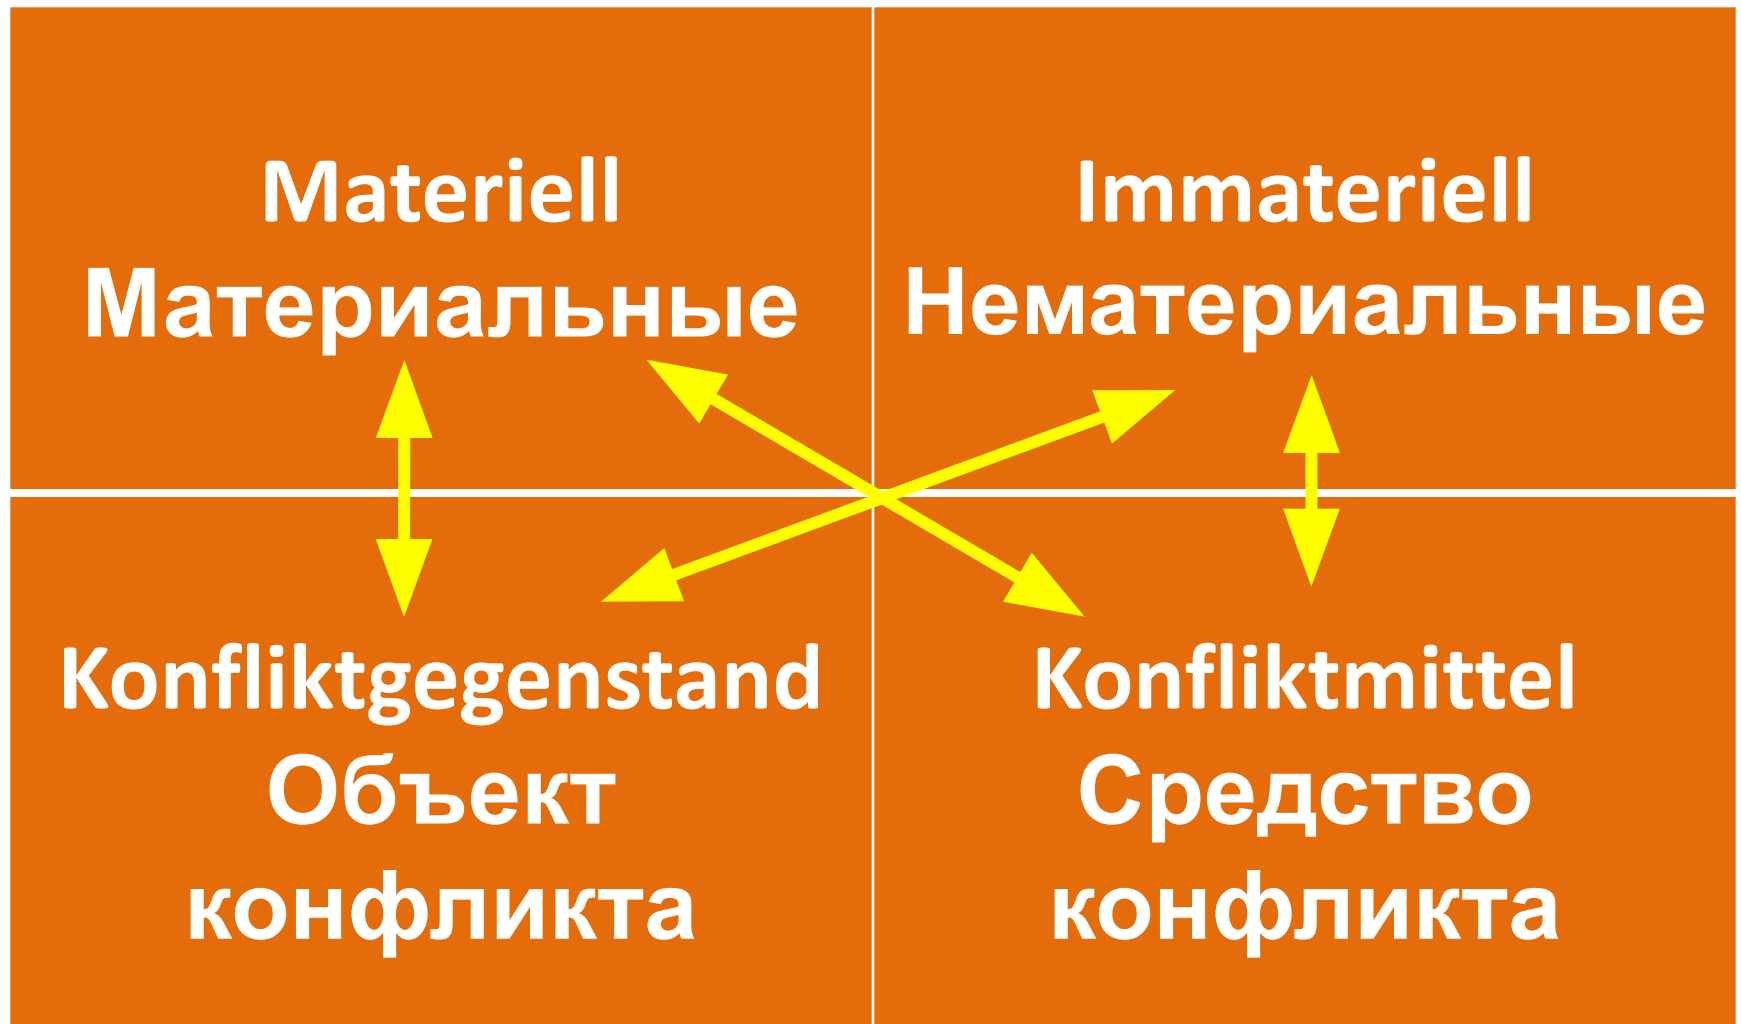 Materiell
Материальные
Immateriell
Нематериальные
Konfliktgegenstand
Объект
конфликта
Konfliktmittel
Средство
конфликта